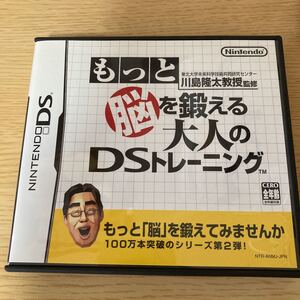 Nintendo
NINTENDO DS
東北大学未来科学技術共同研究センター
川島隆太教授監修
もっと
脳を鍛える
大人の
DSトレーニング™
CERO
全年齢
もっと「脳」を鍛えてみませんか
100万本突破のシリーズ第2弾!